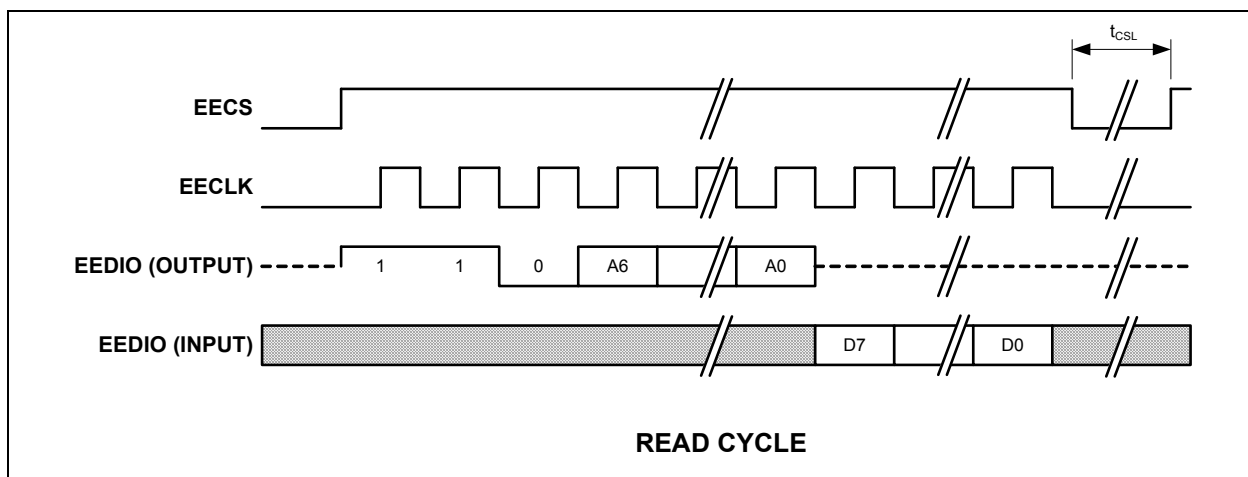 tCSL
EECS
EECLK
EEDIO (OUTPUT) 1 1 0 A6 A0
EEDIO (INPUT) D7 D0
READ CYCLE